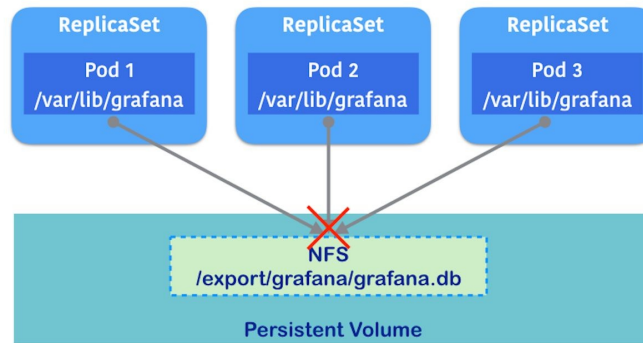 ReplicaSet
Pod 1
/var/lib/grafana
ReplicaSet
Pod 2
/var/lib/grafana
ReplicaSet
Pod 3
/var/lib/grafana
NFS
/export/grafana/grafana.db
Persistent Volume